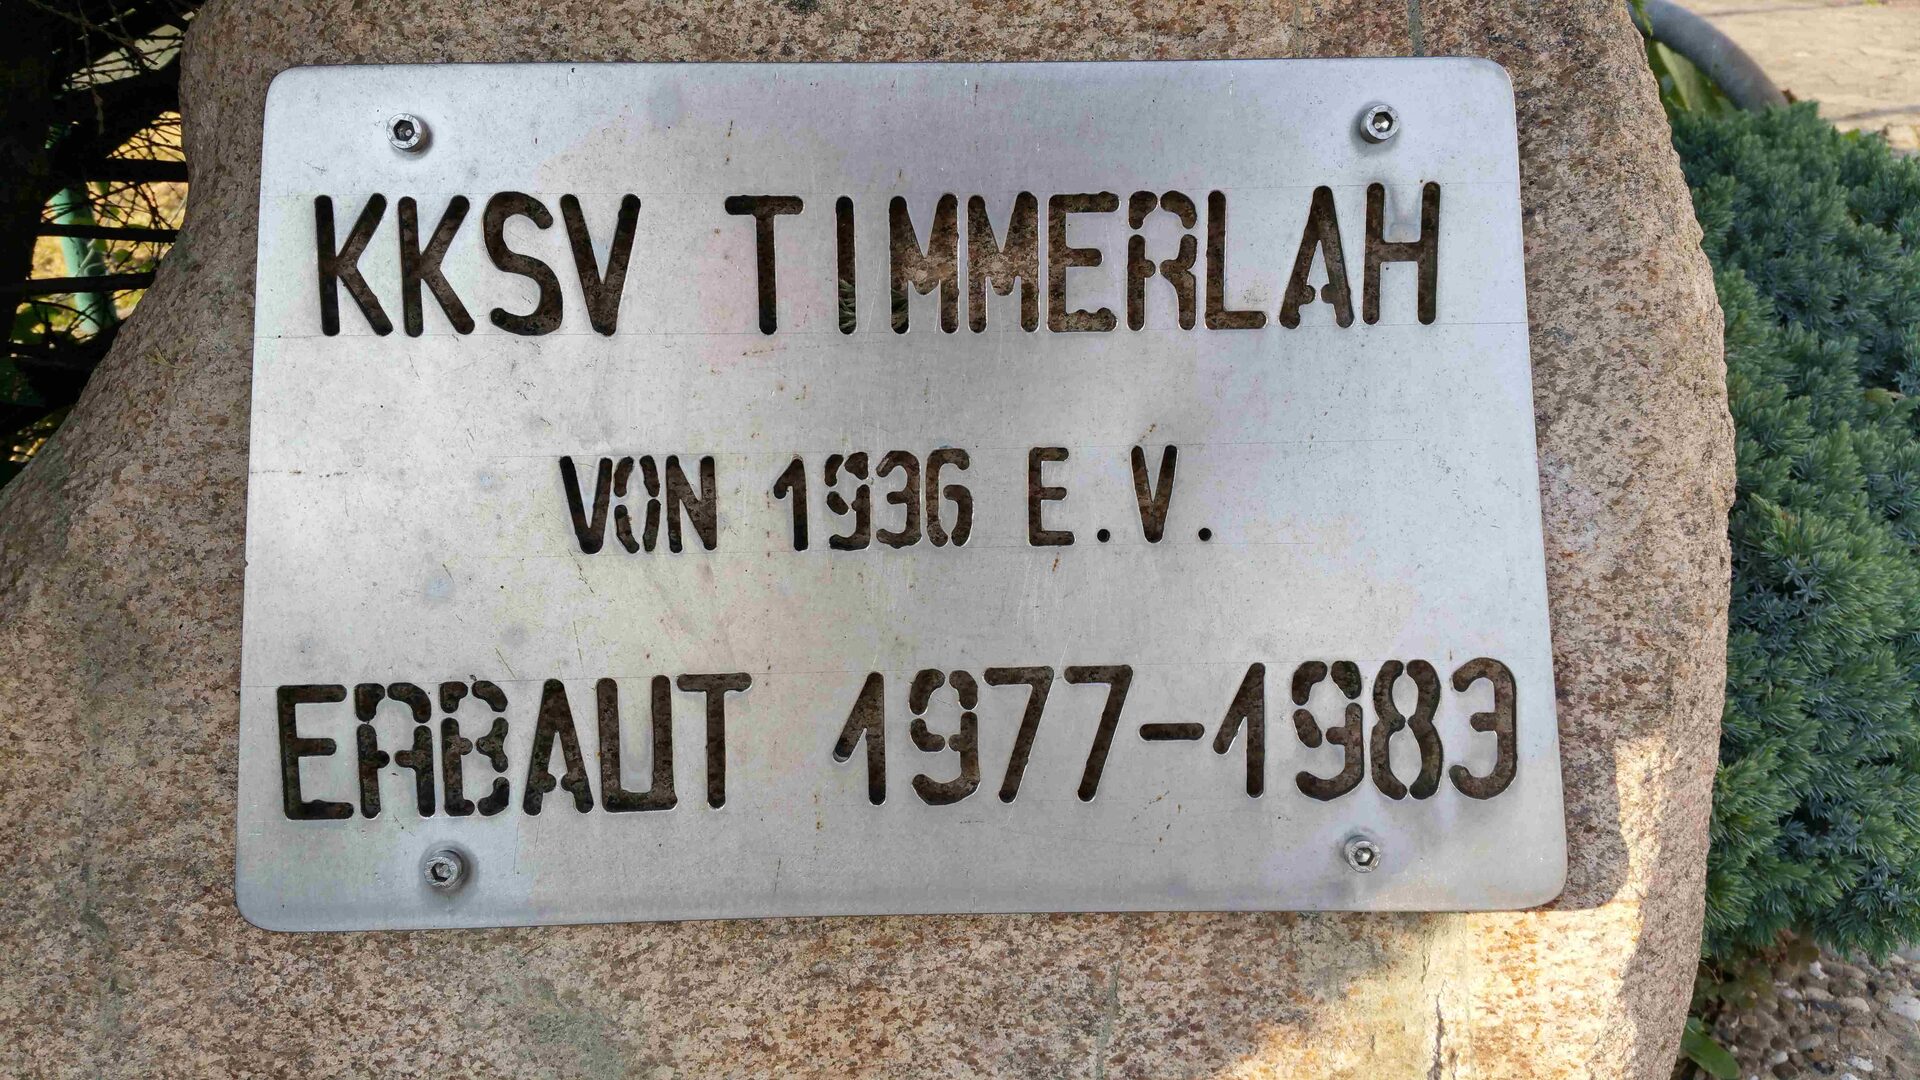 KKSV TIMMERLAH
VON 1936 E.V.
ERBAUT 1977-1983